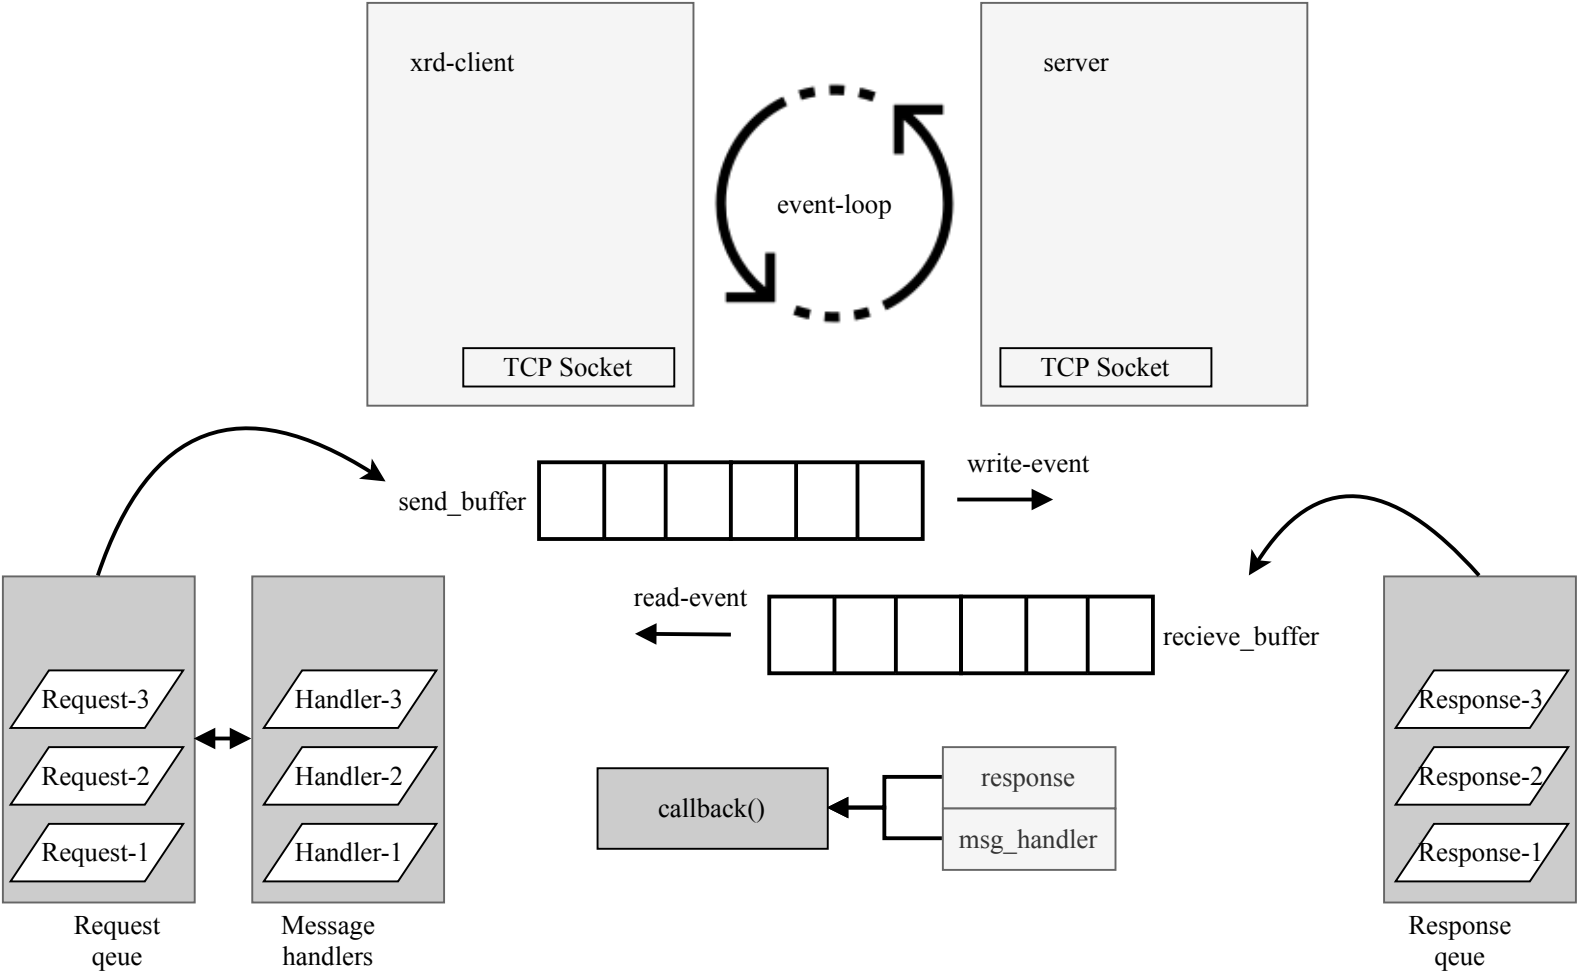 xrd-client
server
event-loop
TCP Socket
TCP Socket
write-event
send_buffer
read-event
recieve_buffer
Request-3
Handler-3
Response-3
Request-2
Handler-2
response
Response-2
callback()
msg_handler
Request-1
Handler-1
Response-1
Request
qeue
Message
handlers
Response
qeue